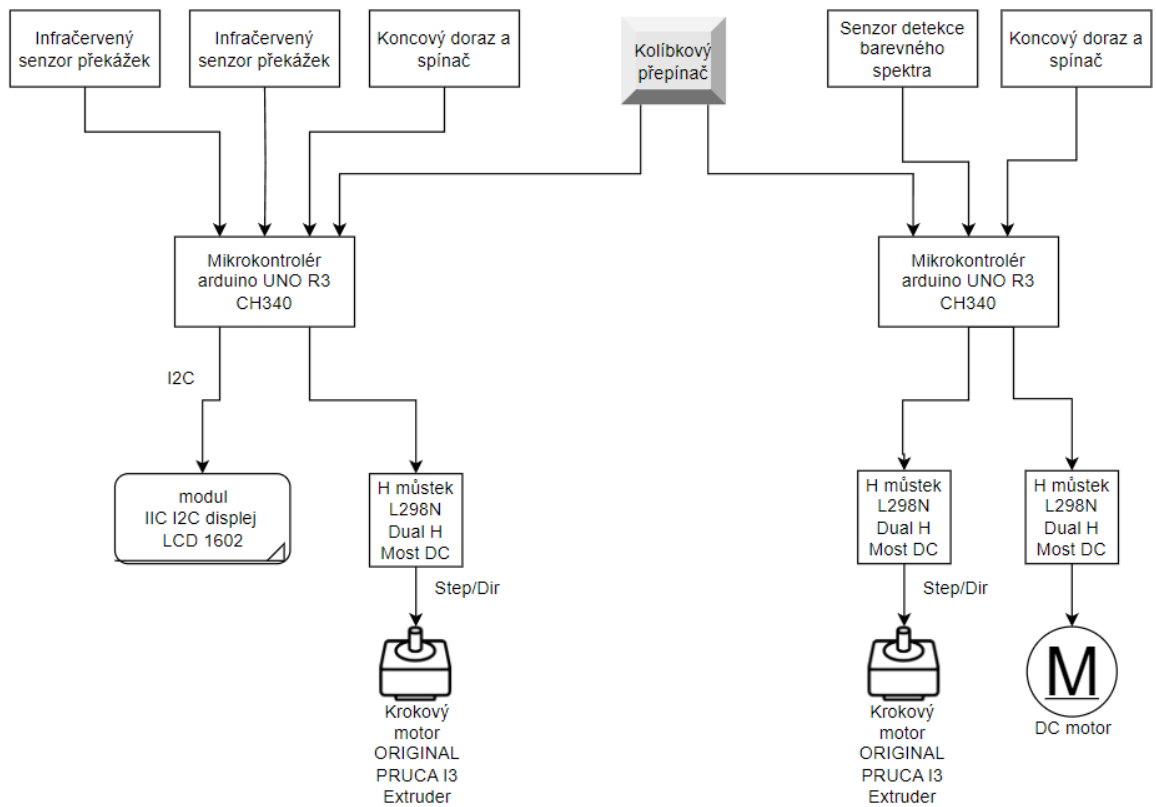 Infračervený
senzor překážek
Infračervený
senzor překážek
Koncový doraz a
spínač
Kolíbkový
přepínač
Senzor detekce
barevného
spektra
Koncový doraz a
spínač
Mikrokontrolér
arduino UNO R3
CH340
Mikrokontrolér
arduino UNO R3
CH340
I2C
modul
IIC I2C displej
LCD 1602
H můstek
L298N
Dual H
Most DC
H můstek
L298N
Dual H
Most DC
H můstek
L298N
Dual H
Most DC
Step/Dir
Step/Dir
M
Krokový
motor
ORIGINAL
PRUCA I3
Extruder
Krokový
motor
ORIGINAL
PRUCA I3
Extruder
DC motor